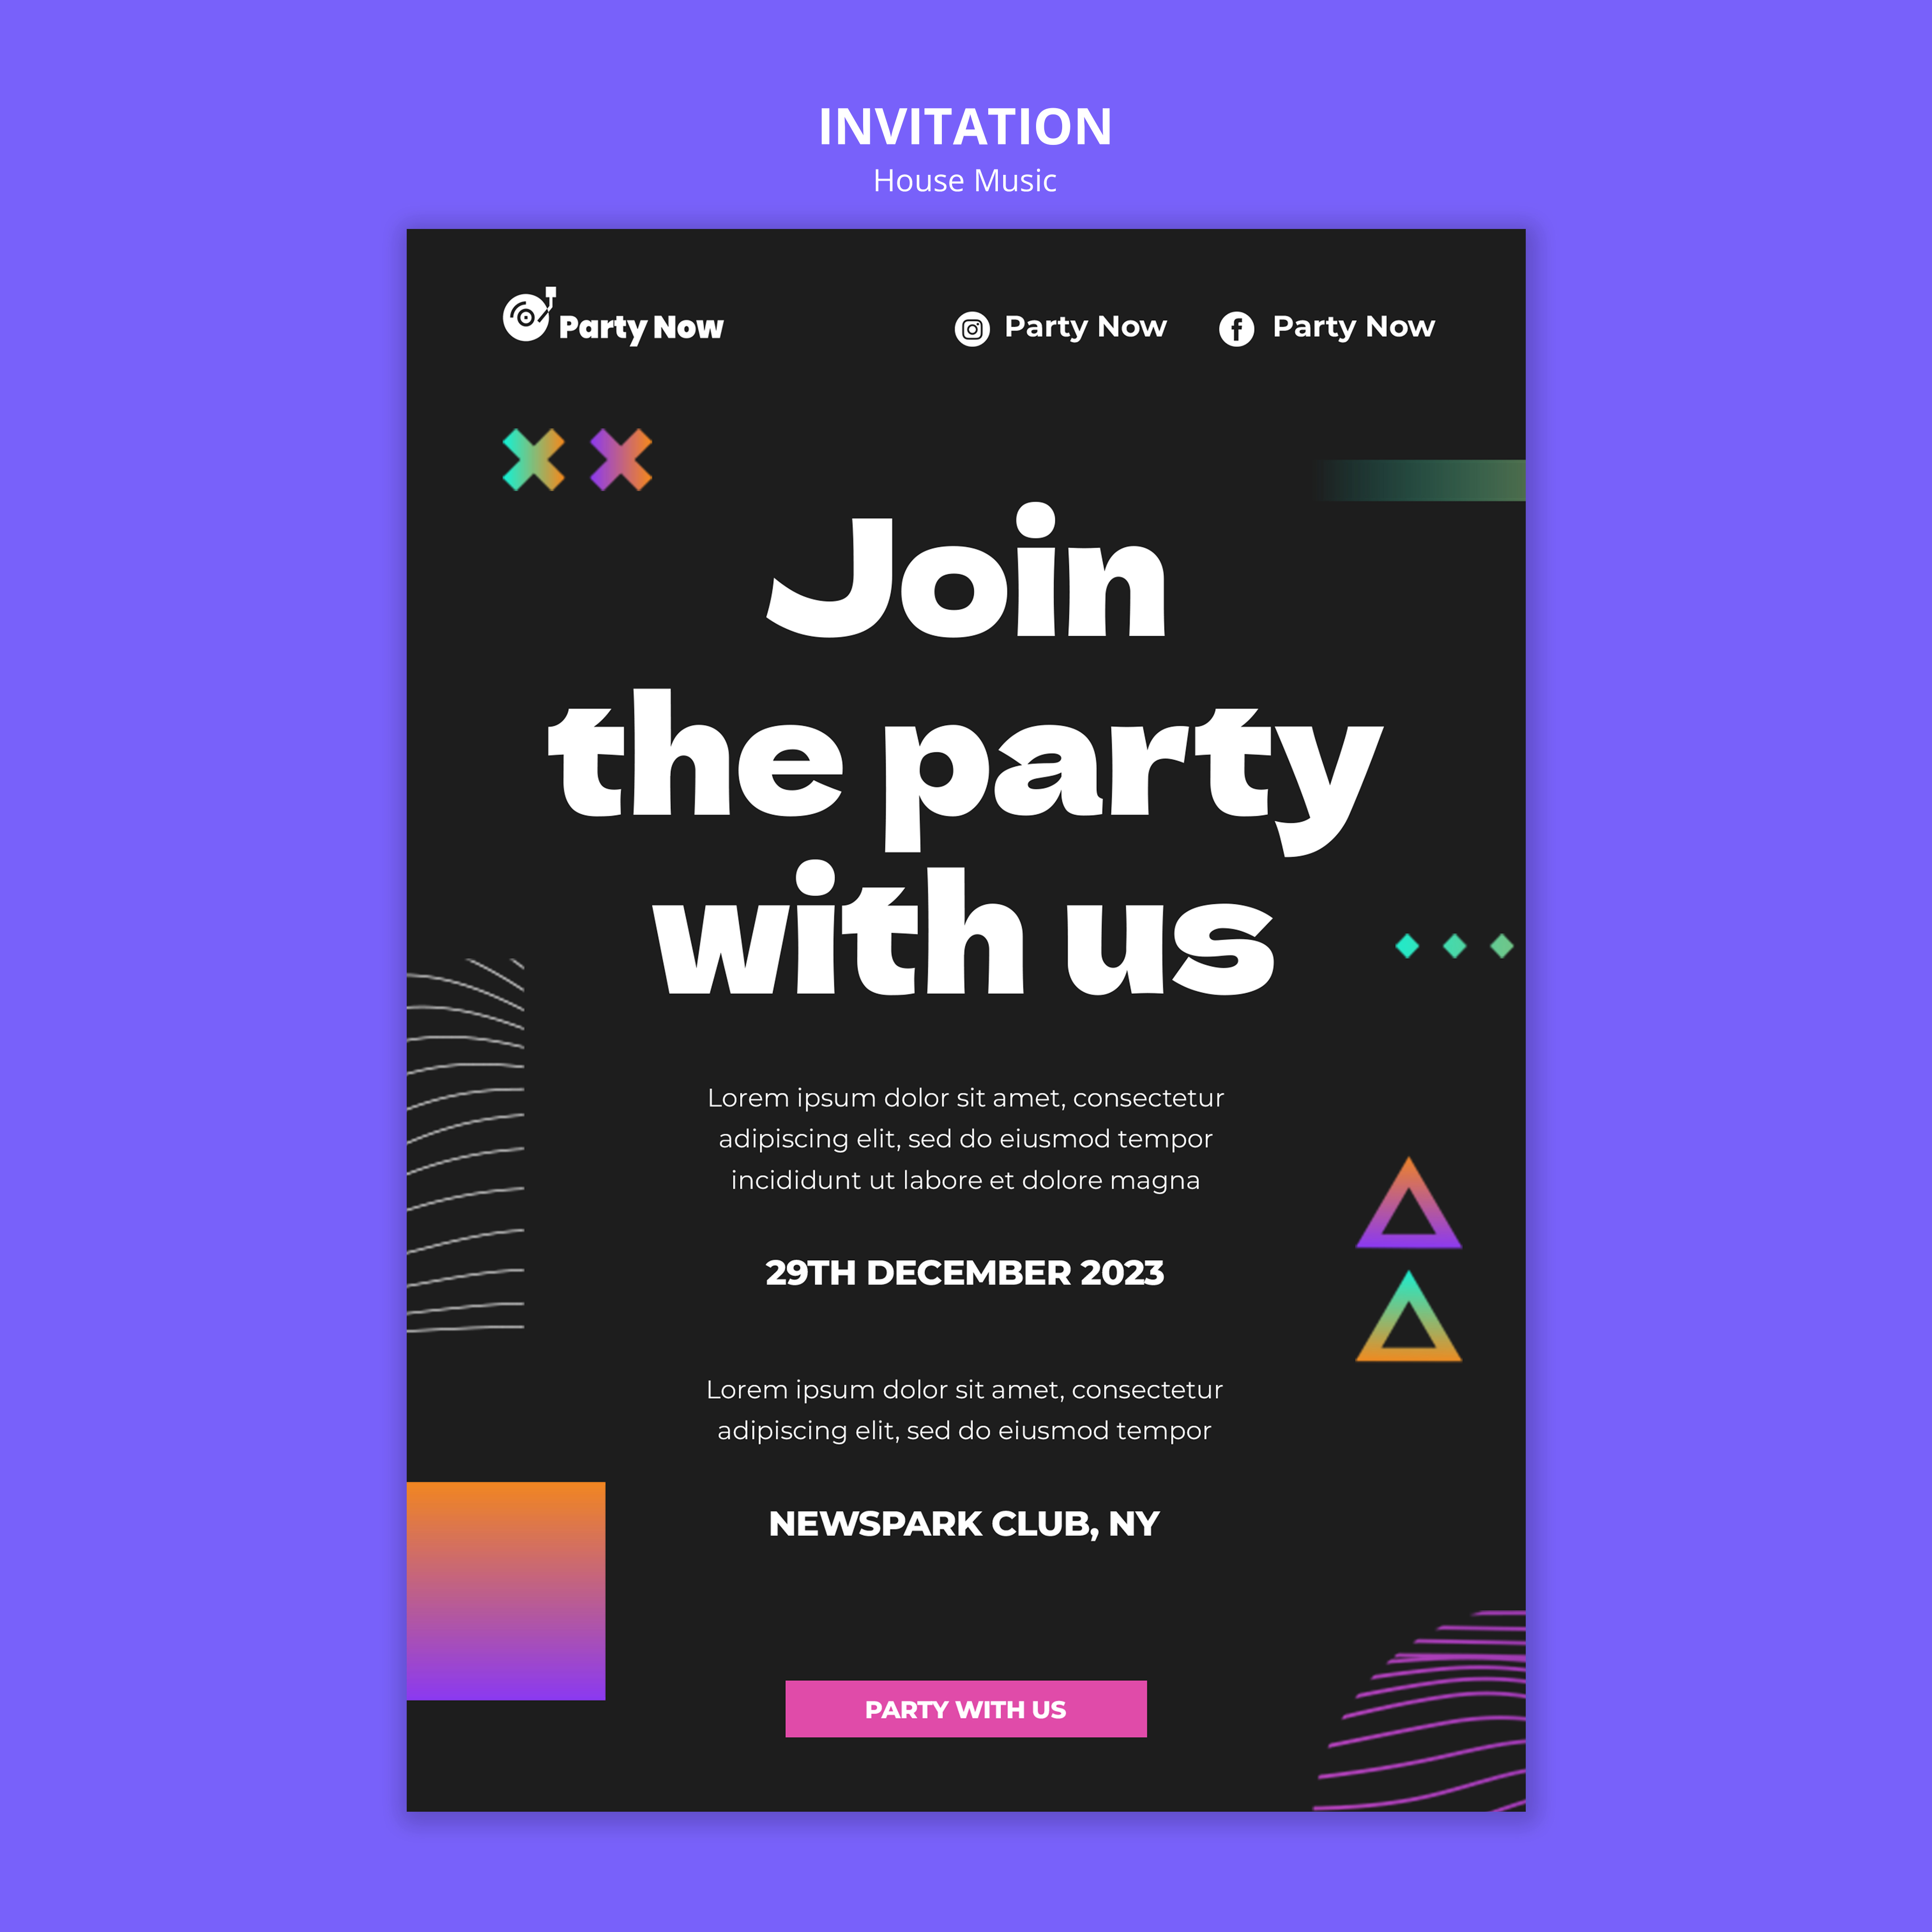 INVITATION
House Music
Party Now
Party Now
Party Now
Join
the party
with us
Lorem ipsum dolor sit amet, consectetur
adipiscing elit, sed do eiusmod tempor
incididunt ut labore et dolore magna
29TH DECEMBER 2023
Lorem ipsum dolor sit amet, consectetur
adipiscing elit, sed do eiusmod tempor
NEWSPARK CLUB, NY
PARTY WITH US